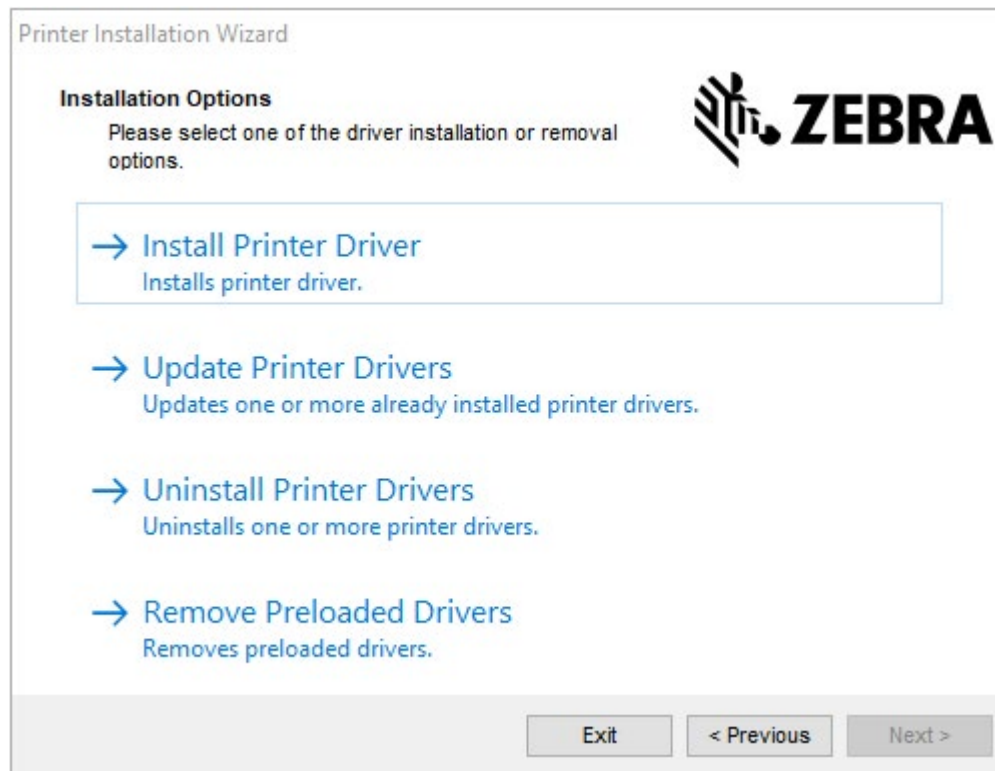 Printer Installation Wizard
Installation Options
Please select one of the driver installation or removal
options.
ZEBRA
Install Printer Driver
Installs printer driver.
Update Printer Drivers
Updates one or more already installed printer drivers.
Uninstall Printer Drivers
Uninstalls one or more printer drivers.
Remove Preloaded Drivers
Removes preloaded drivers.
Exit
< Previous
Next >